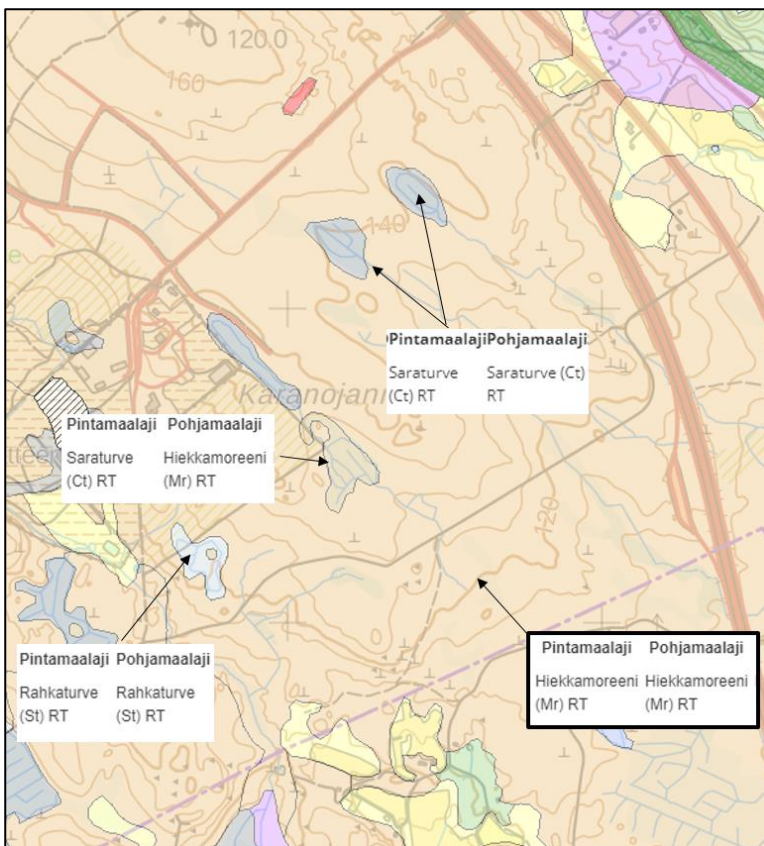 120.0
160
140
Pintamaalaji Pohjamaalaji
Saraturve Saraturve (Ct)
(Ct) RT RT
Karanojan
Pintamaalaji Pohjamaalaji
Saraturve Hiekkamoreeni
(Ct) RT (Mr) RT
120
Pintamaalaji Pohjamaalaji
Hiekkamoreeni Hiekkamoreeni
(Mr) RT (Mr) RT
Pintamaalaji Pohjamaalaji
Rahkaturve Rahkaturve
(St) RT (St) RT